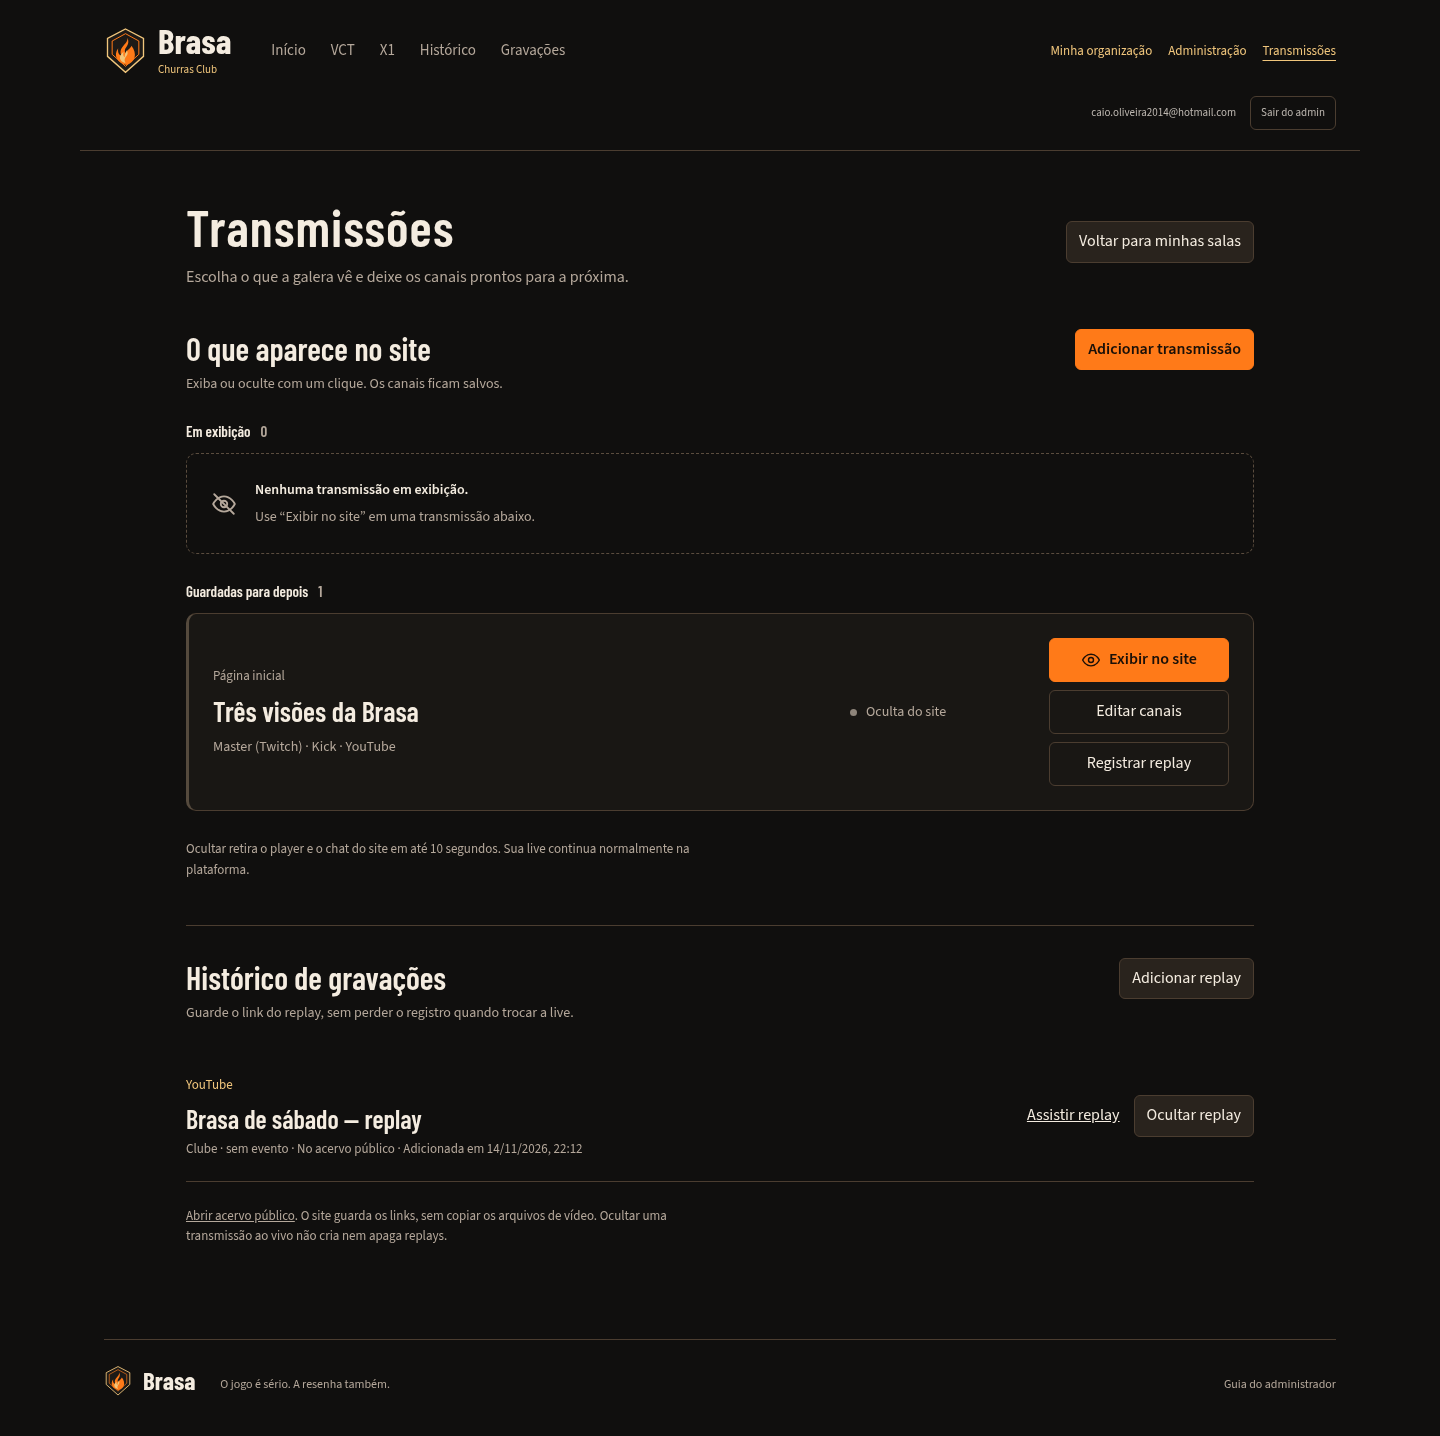 Brasa
Churras Club
Início VCT X1 Histórico Gravações
Minha organização Administração Transmissões
caio.oliveira2014@hotmail.com Sair do admin
Transmissões
Voltar para minhas salas
Escolha o que a galera vê e deixe os canais prontos para a próxima.
O que aparece no site
Adicionar transmissão
Exiba ou oculte com um clique. Os canais ficam salvos.
Em exibição 0
Nenhuma transmissão em exibição.
Use “Exibir no site” em uma transmissão abaixo.
Guardadas para depois 1
Página inicial
Três visões da Brasa
Master (Twitch) · Kick · YouTube
Oculta do site
Exibir no site
Editar canais
Registrar replay
Ocultar retira o player e o chat do site em até 10 segundos. Sua live continua normalmente na
plataforma.
Histórico de gravações
Adicionar replay
Guarde o link do replay, sem perder o registro quando trocar a live.
YouTube
Brasa de sábado — replay
Clube · sem evento · No acervo público · Adicionada em 14/11/2026, 22:12
Assistir replay Ocultar replay
Abrir acervo público. O site guarda os links, sem copiar os arquivos de vídeo. Ocultar uma
transmissão ao vivo não cria nem apaga replays.
Brasa O jogo é sério. A resenha também.
Guia do administrador